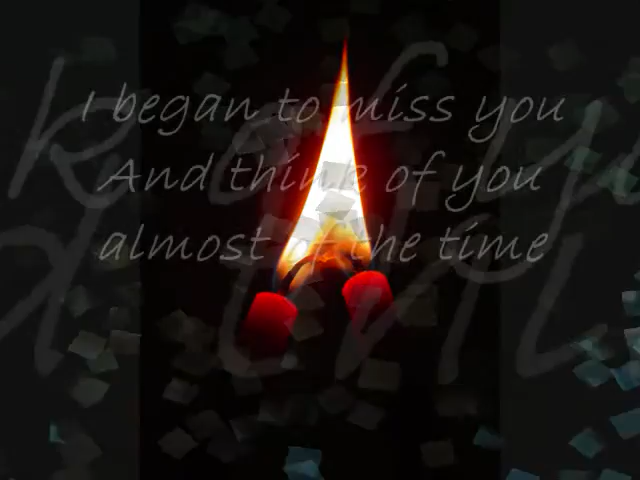 I began to miss you
And think of you
almost of the time